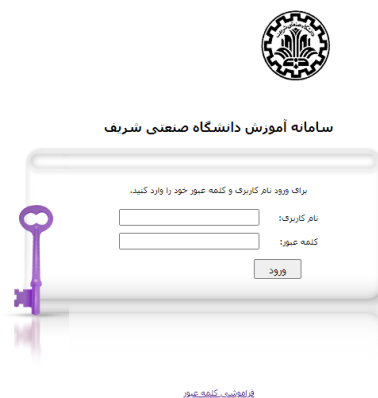 سامانه آموزش دانشگاه صنعتی شریف
برای ورود نام کاربری و کلمه عبور خود را وارد کنید.
نام کاربری:
کلمه عبور:
ورود
فراموشی کلمه عبور